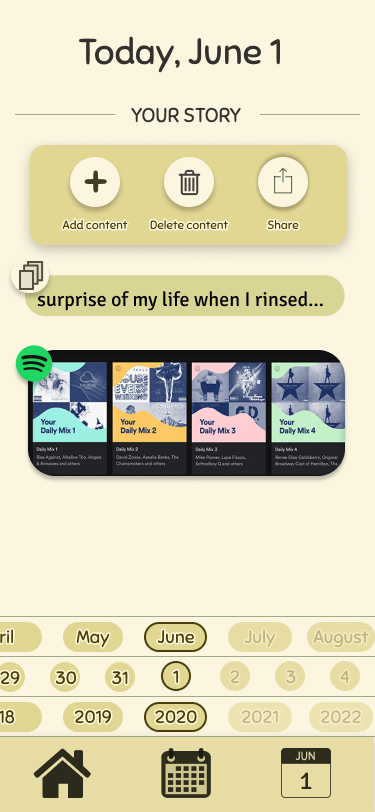 Today, June 1
YOUR STORY
Add content
Delete content
Share
surprise of my life when I rinsed...
Your
Daily Mix 1
Your
Daily Mix 2
Your
Daily Mix 3
Your
Daily Mix 4
Daily Mix 1
Rise Against, Alkaline Trio, Angels
& Airwaves and others
Daily Mix 2
David Zowie, Azealia Banks, The
Chainsmokers and others
Daily Mix 3
Mike Posner, Lupe Fiasco,
ScHoolboy Q and others
Daily Mix 4
Renee Elise Goldsberry, Original
Broadway Cast of Hamilton, The
ril
May
June
July
August
29
30
31
1
2
3
4
18
2019
2020
2021
2022
JUN
1